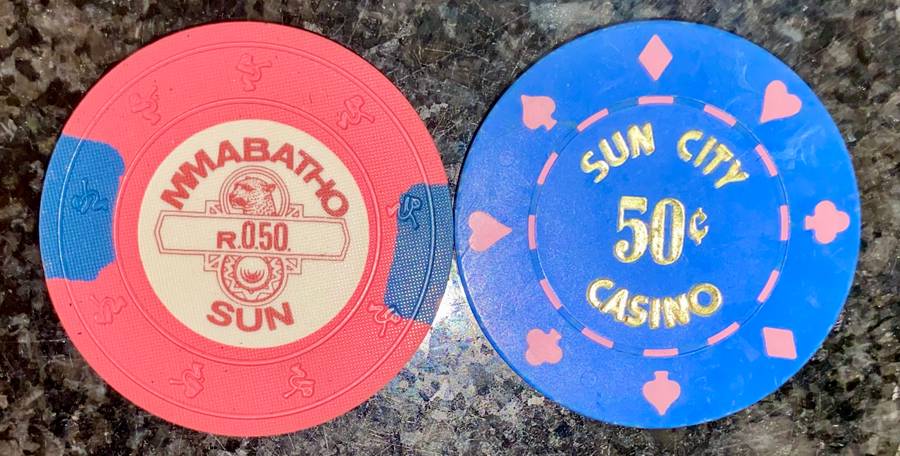 MMABATHO
R.0.50.
SUN
SUN CITY
50¢
CASINO